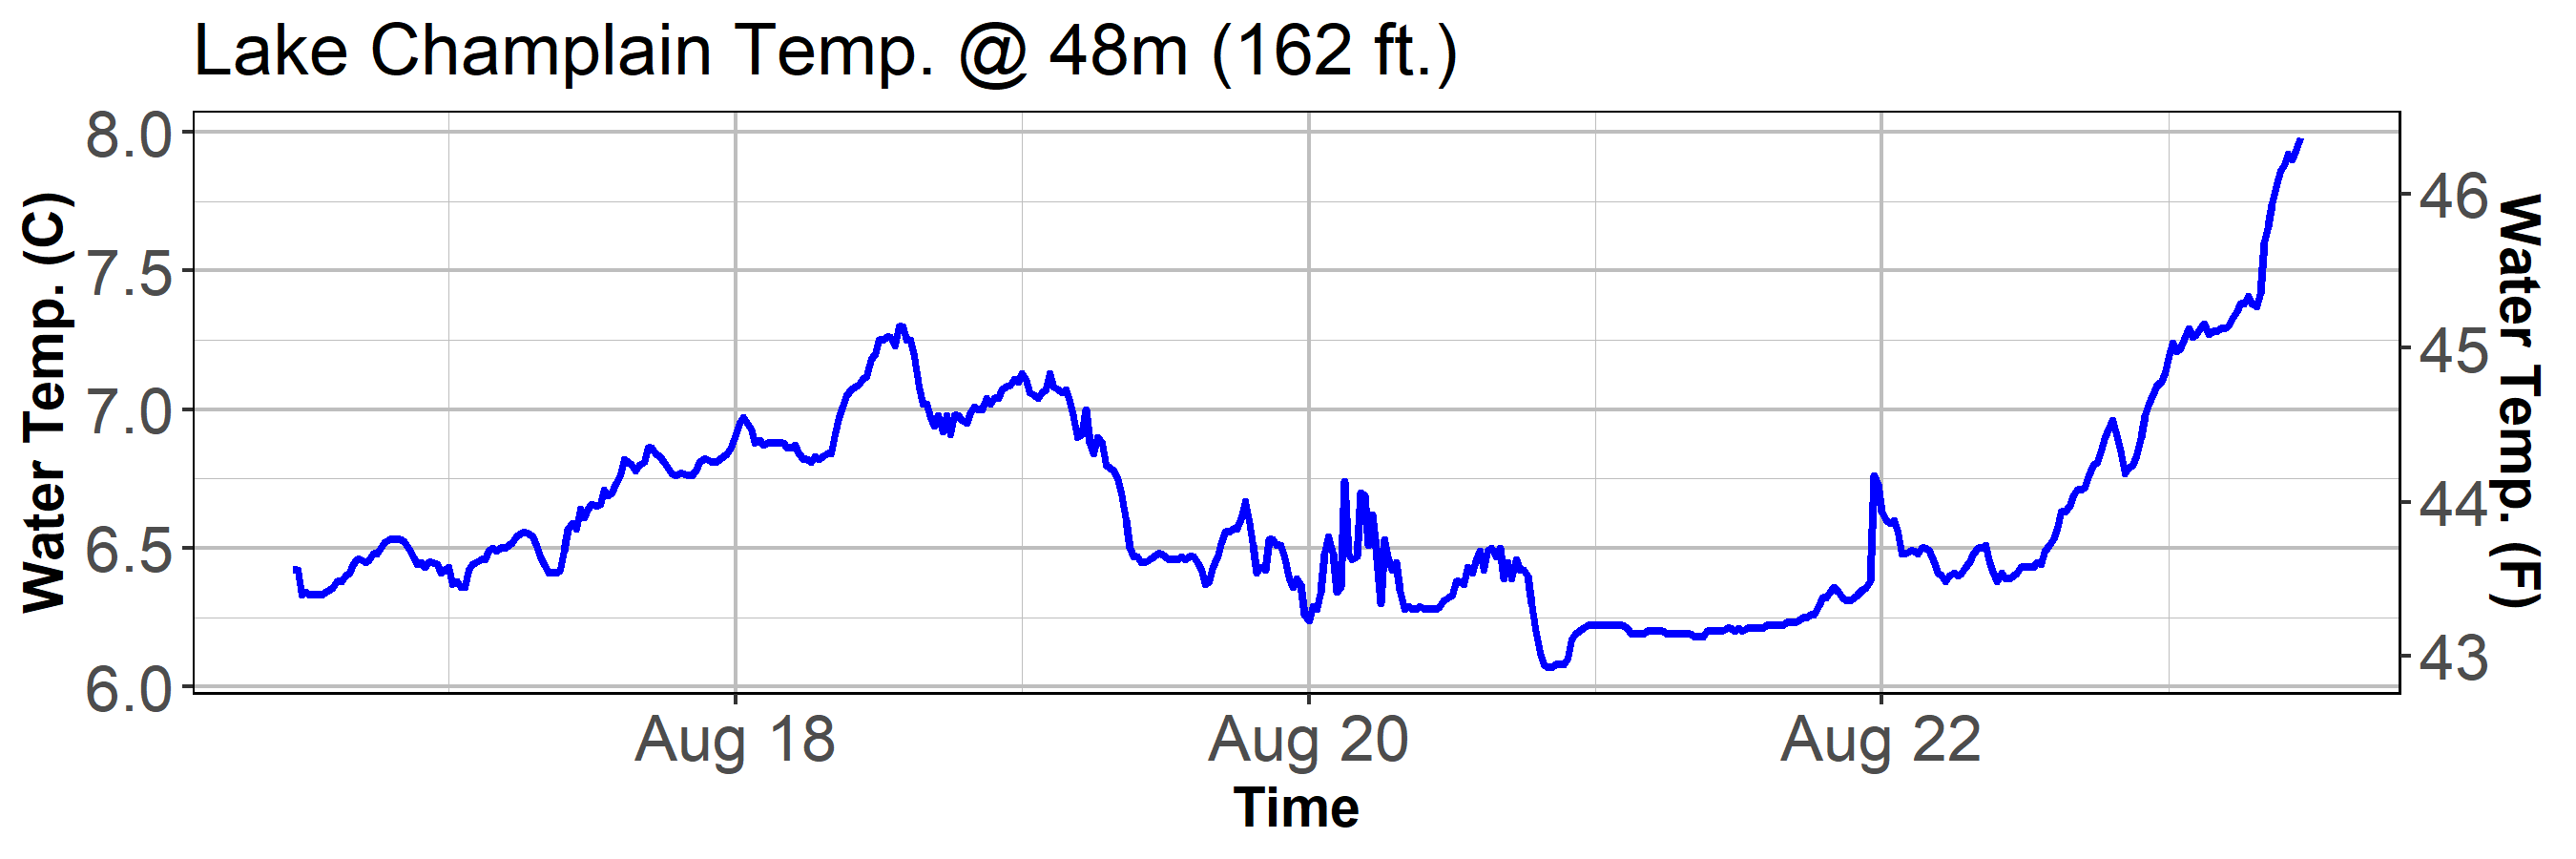 Lake Champlain Temp. @ 48m (162 ft.)
Water Temp. (C)
8.0
7.5
7.0
6.5
6.0
46
45
44
43
Water Temp. (F)
Aug 18 Aug 20 Aug 22
Time